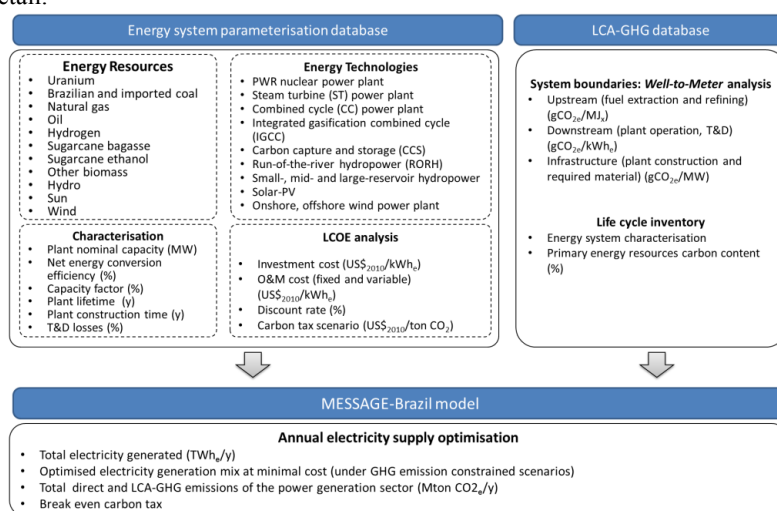 detail.
Energy system parameterisation database
Energy Resources
• Uranium
• Brazilian and imported coal
• Natural gas
• Oil
• Hydrogen
• Sugarcane bagasse
• Sugarcane ethanol
• Other biomass
• Hydro
• Sun
• Wind
Energy Technologies
• PWR nuclear power plant
• Steam turbine (ST) power plant
• Combined cycle (CC) power plant
• Integrated gasification combined cycle
(IGCC)
• Carbon capture and storage (CCS)
• Run-of-the-river hydropower (RORH)
• Small-, mid- and large-reservoir hydropower
• Solar-PV
• Onshore, offshore wind power plant
Characterisation
• Plant nominal capacity (MW)
• Net energy conversion
efficiency (%)
• Capacity factor (%)
• Plant lifetime (y)
• Plant construction time (y)
• T&D losses (%)
LCOE analysis
• Investment cost (US$2010/kWhe)
• O&M cost (fixed and variable)
(US$2010/kWhe)
• Discount rate (%)
• Carbon tax scenario (US$2010/ton CO2)
LCA-GHG database
System boundaries: Well-to-Meter analysis
• Upstream (fuel extraction and refining)
(gCO2e/MJx)
• Downstream (plant operation, T&D)
(gCO2e/kWhe)
• Infrastructure (plant construction and
required material) (gCO2e/MW)
Life cycle inventory
• Energy system characterisation
• Primary energy resources carbon content
(%)
MESSAGE-Brazil model
Annual electricity supply optimisation
• Total electricity generated (TWhe/y)
• Optimised electricity generation mix at minimal cost (under GHG emission constrained scenarios)
• Total direct and LCA-GHG emissions of the power generation sector (Mton CO2e/y)
• Break even carbon tax